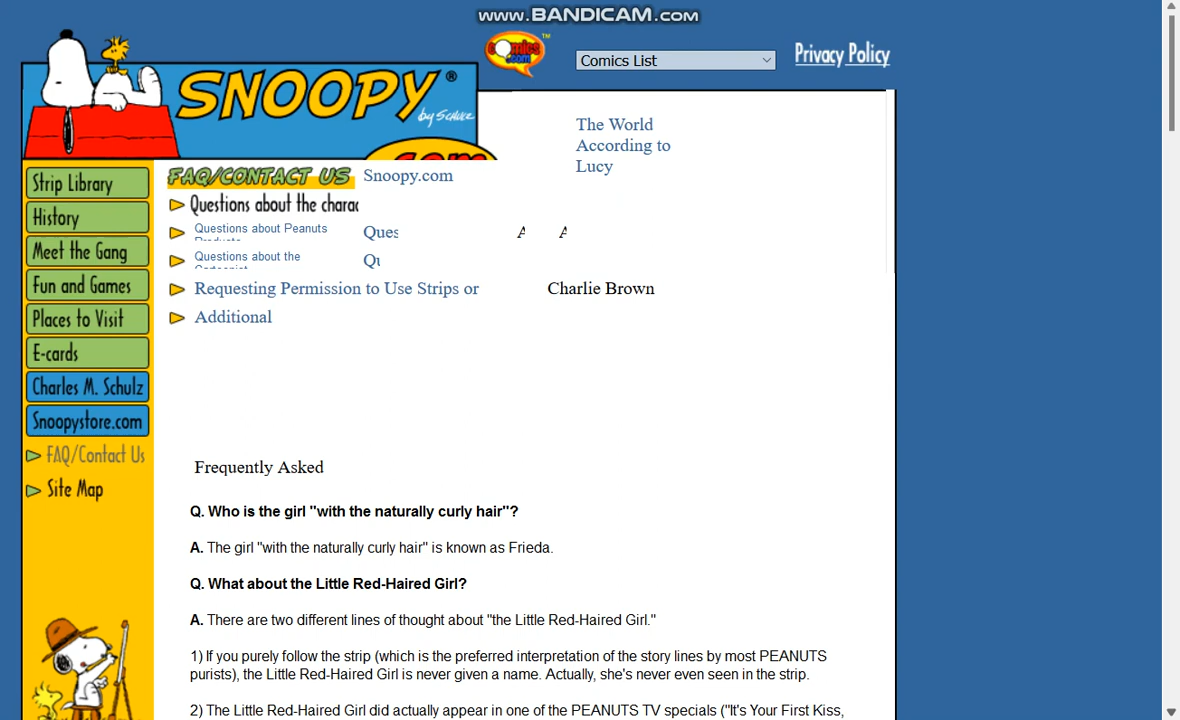 www.BANDICAM.com
COMICS.com
TM
Comics List
Privacy Policy
SNOOPY®
by SCHULZ
.com
The World
According to
Lucy
Strip Library
History
Meet the Gang
Fun and Games
Places to Visit
E-cards
Charles M. Schulz
Snoopystore.com
FAQ/Contact Us
Site Map
FAQ/CONTACT US
Snoopy.com
Questions about the charac
Questions about Peanuts
Products
Ques
A A
Questions about the
Cartoonist
Qu
Requesting Permission to Use Strips or
Charlie Brown
Additional
Frequently Asked
Q. Who is the girl "with the naturally curly hair"?
A. The girl "with the naturally curly hair" is known as Frieda.
Q. What about the Little Red-Haired Girl?
A. There are two different lines of thought about "the Little Red-Haired Girl."
1) If you purely follow the strip (which is the preferred interpretation of the story lines by most PEANUTS
purists), the Little Red-Haired Girl is never given a name. Actually, she's never even seen in the strip.
2) The Little Red-Haired Girl did actually appear in one of the PEANUTS TV specials ("It's Your First Kiss,